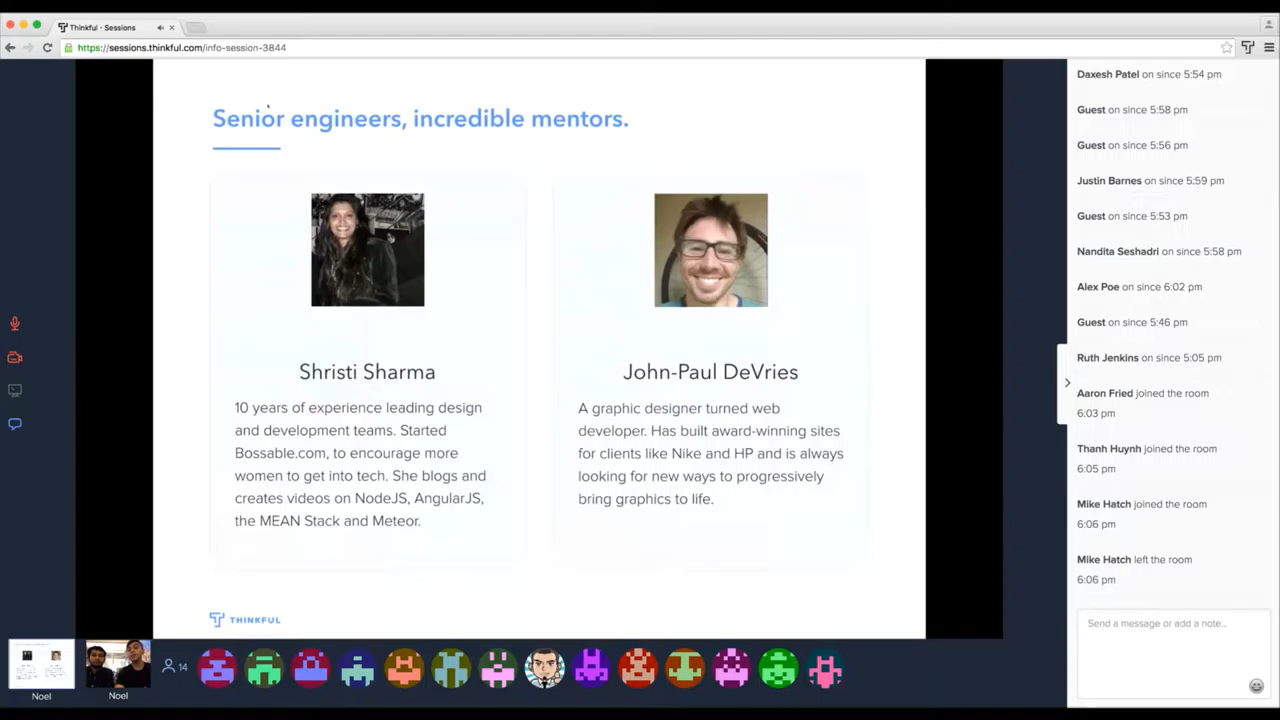 Thinkful - Sessions
https://sessions.thinkful.com/info-session-3844
Senior engineers, incredible mentors.
Shristi Sharma
10 years of experience leading design
and development teams. Started
Bossable.com, to encourage more
women to get into tech. She blogs and
creates videos on NodeJS, AngularJS,
the MEAN Stack and Meteor.
John-Paul DeVries
A graphic designer turned web
developer. Has built award-winning sites
for clients like Nike and HP and is always
looking for new ways to progressively
bring graphics to life.
THINKFUL
Daxesh Patel on since 5:54 pm
Guest on since 5:58 pm
Guest on since 5:56 pm
Justin Barnes on since 5:59 pm
Guest on since 5:53 pm
Nandita Seshadri on since 5:58 pm
Alex Poe on since 6:02 pm
Guest on since 5:46 pm
Ruth Jenkins on since 5:05 pm
Aaron Fried joined the room
6:03 pm
Thanh Huynh joined the room
6:05 pm
Mike Hatch joined the room
6:06 pm
Mike Hatch left the room
6:06 pm
Send a message or add a note...
14
Noel
Noel